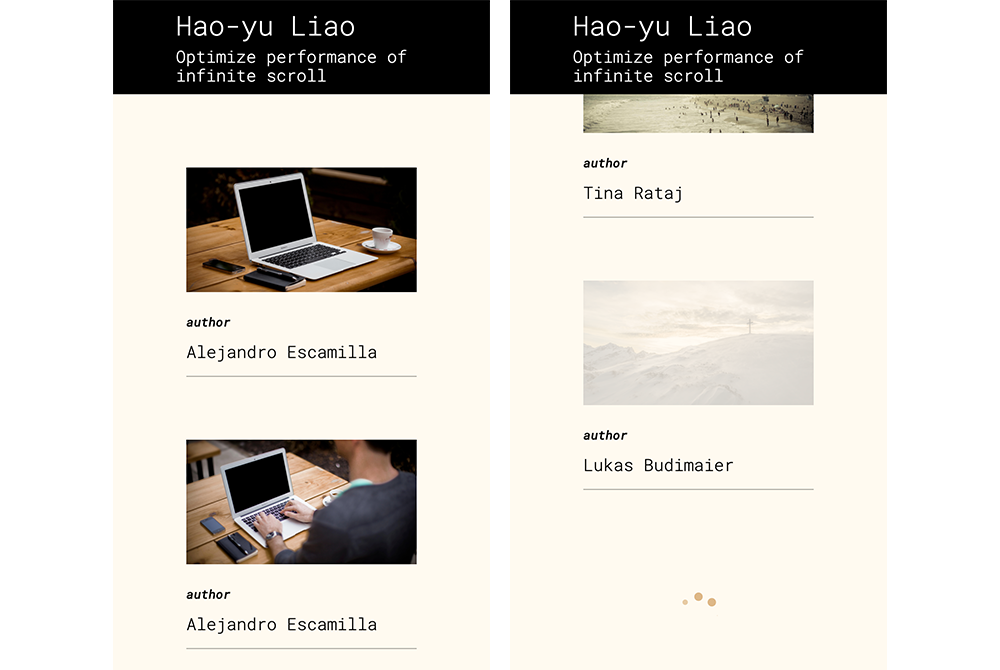 Hao-yu Liao
Optimize performance of
infinite scroll
author
Alejandro Escamilla
author
Alejandro Escamilla
Hao-yu Liao
Optimize performance of
infinite scroll
author
Tina Rataj
author
Lukas Budimaier